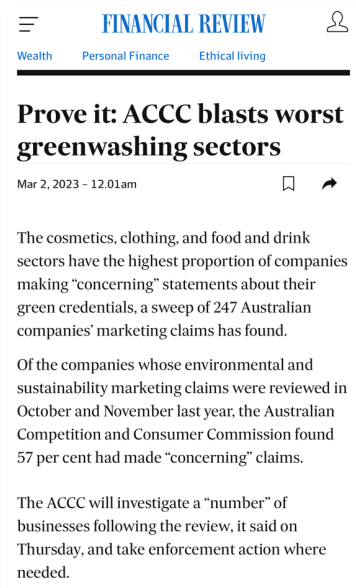 FINANCIAL REVIEW
Wealth Personal Finance Ethical living
Prove it: ACCC blasts worst
greenwashing sectors
Mar 2, 2023 – 12.01am
The cosmetics, clothing, and food and drink
sectors have the highest proportion of companies
making “concerning” statements about their
green credentials, a sweep of 247 Australian
companies’ marketing claims has found.
Of the companies whose environmental and
sustainability marketing claims were reviewed in
October and November last year, the Australian
Competition and Consumer Commission found
57 per cent had made “concerning” claims.
The ACCC will investigate a “number” of
businesses following the review, it said on
Thursday, and take enforcement action where
needed.